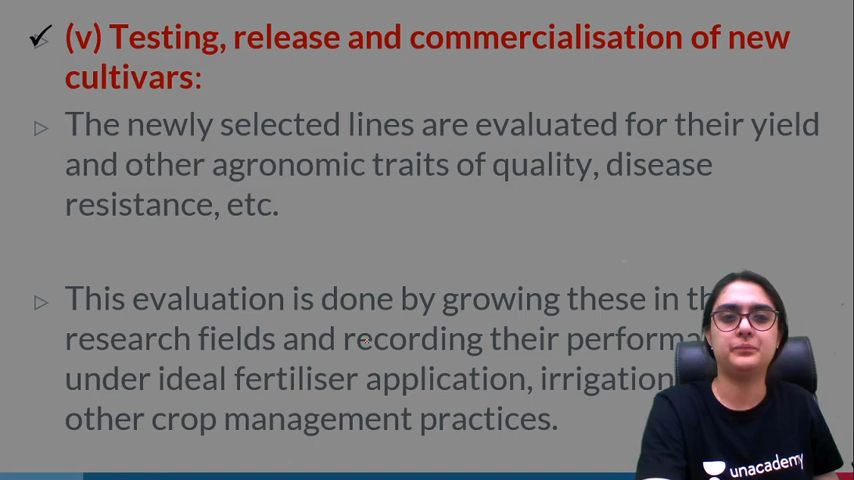 (v) Testing, release and commercialisation of new
cultivars:
The newly selected lines are evaluated for their yield
and other agronomic traits of quality, disease
resistance, etc.
This evaluation is done by growing these in
research fields and recording their
under ideal fertiliser application, irrigation
other crop management practices.
unacademy